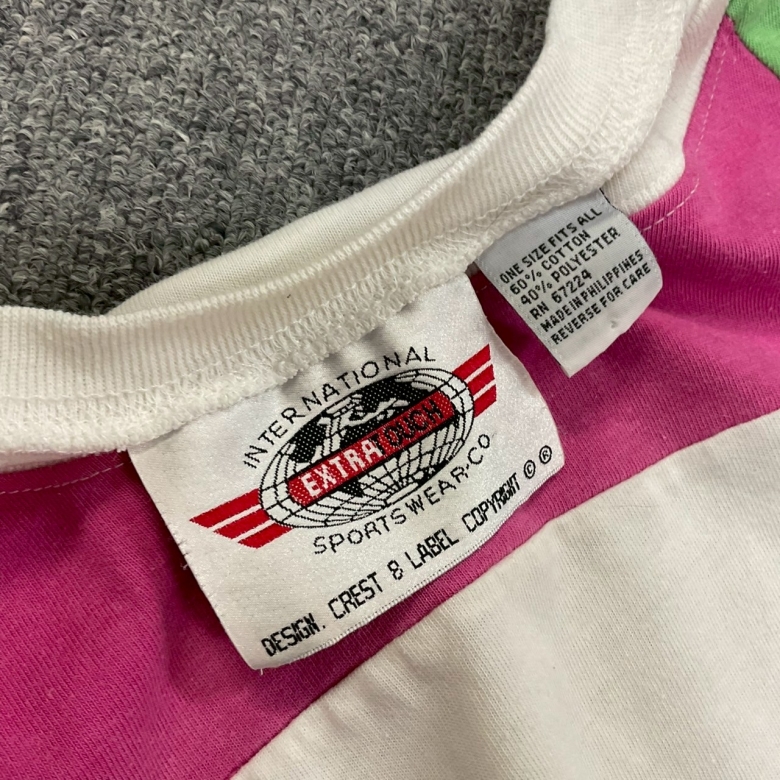 ONE SIZE FITS ALL
60% COTTON
40% POLYESTER
RN 67224
MADE IN PHILIPPINES
REVERSE FOR CARE
INTERNATIONAL
EXTRATOUCH
SPORTSWEAR·CO
DESIGN. CREST & LABEL COPYRIGHT © ®